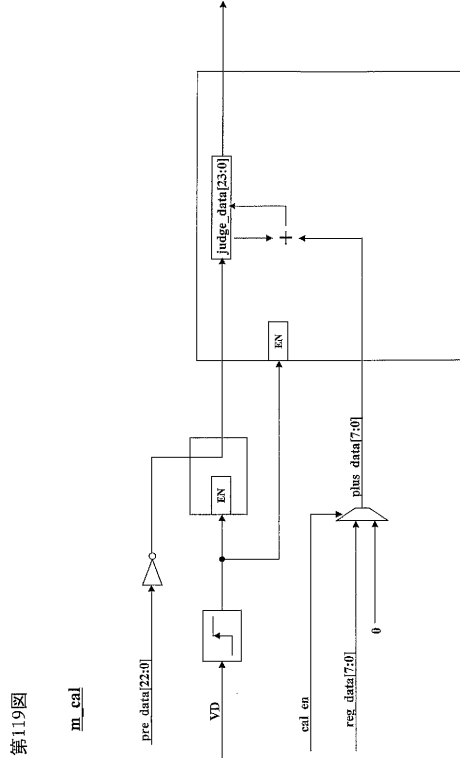 第119図
m_cal
pre_data[22:0]
VD
EN
EN
judge_data[23:0]
+
cal_en
reg_data[7:0]
0
plus_data[7:0]